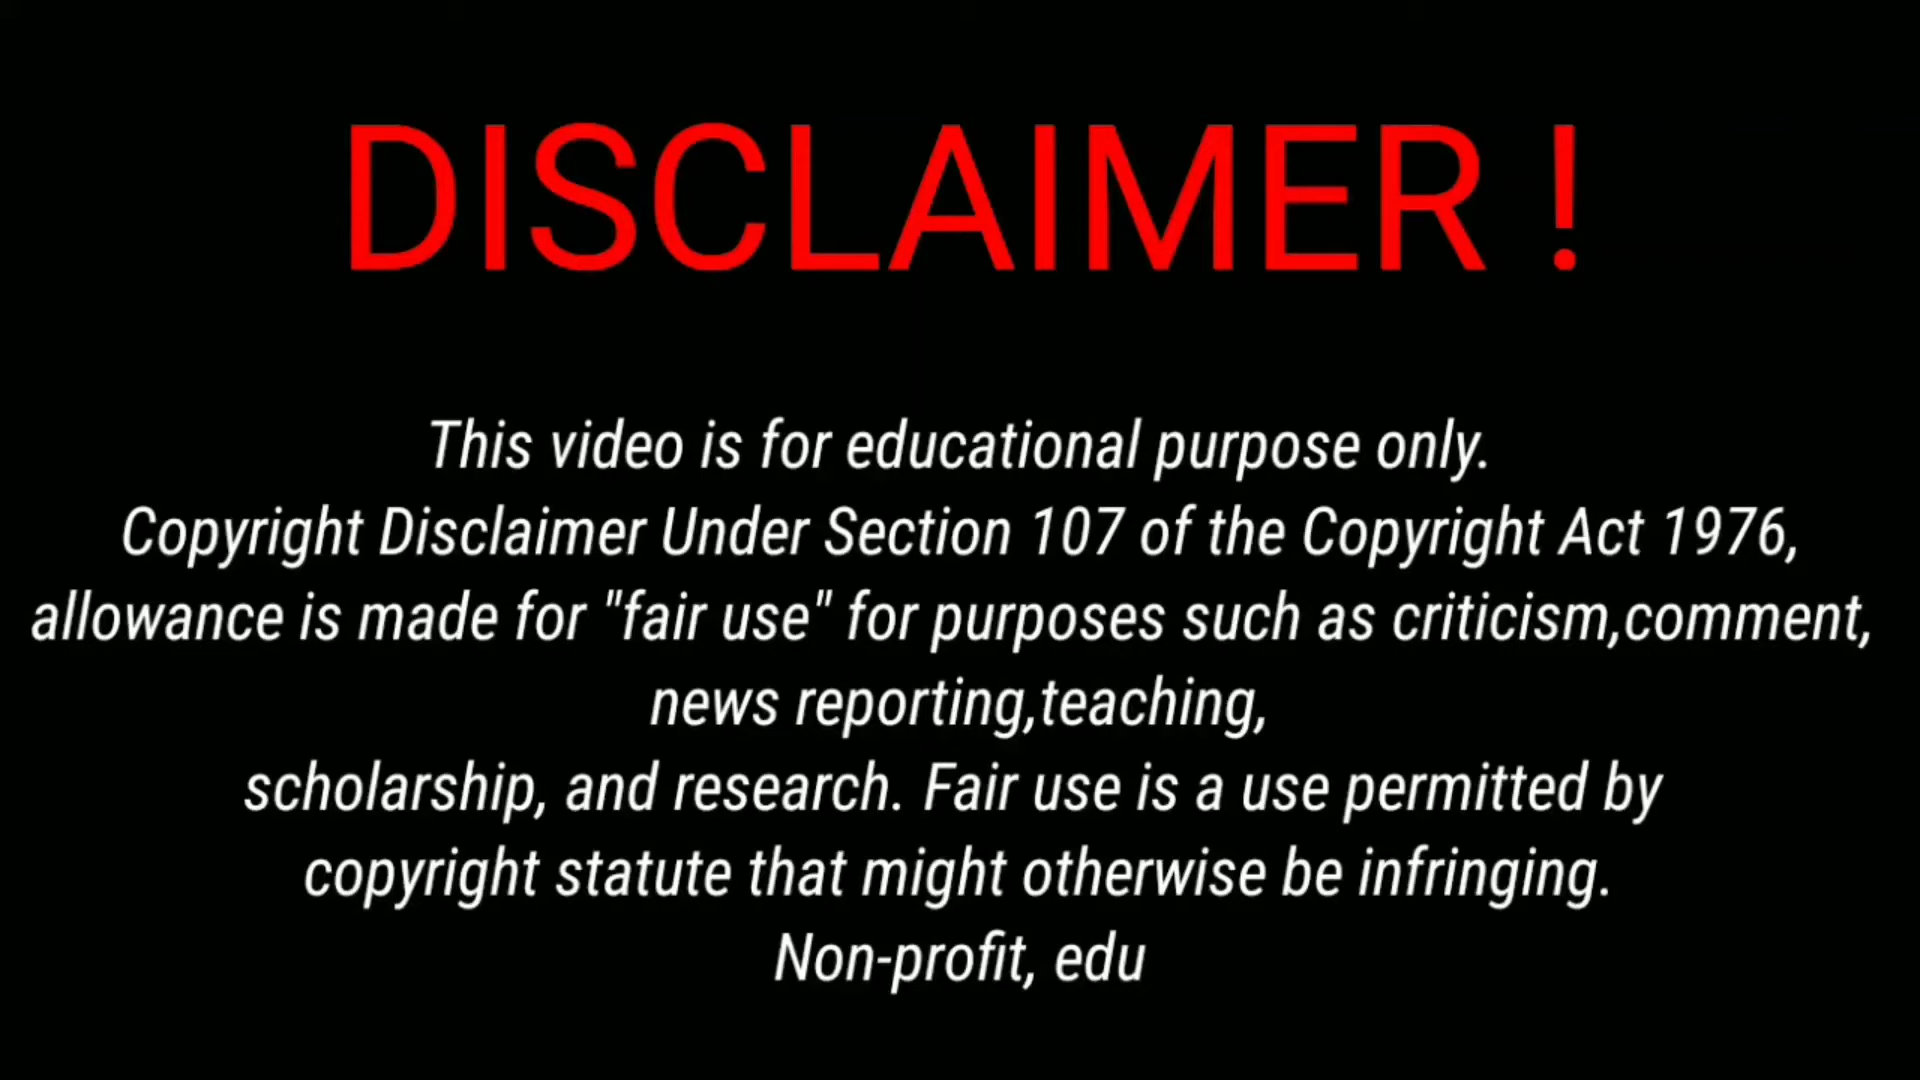 DISCLAIMER !
This video is for educational purpose only.
Copyright Disclaimer Under Section 107 of the Copyright Act 1976,
allowance is made for "fair use" for purposes such as criticism,comment,
news reporting,teaching,
scholarship, and research. Fair use is a use permitted by
copyright statute that might otherwise be infringing.
Non-profit, edu